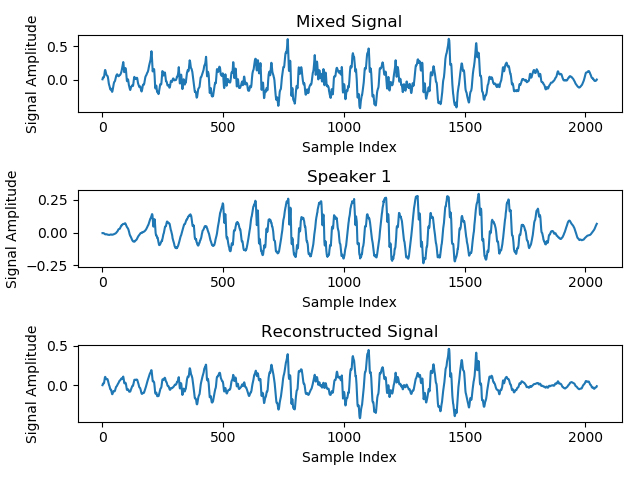 Mixed Signal
Signal Amplitude
0.5
0.0
0 500 1000 1500 2000
Sample Index
Speaker 1
Signal Amplitude
0.25
0.00
−0.25
0 500 1000 1500 2000
Sample Index
Reconstructed Signal
Signal Amplitude
0.5
0.0
0 500 1000 1500 2000
Sample Index